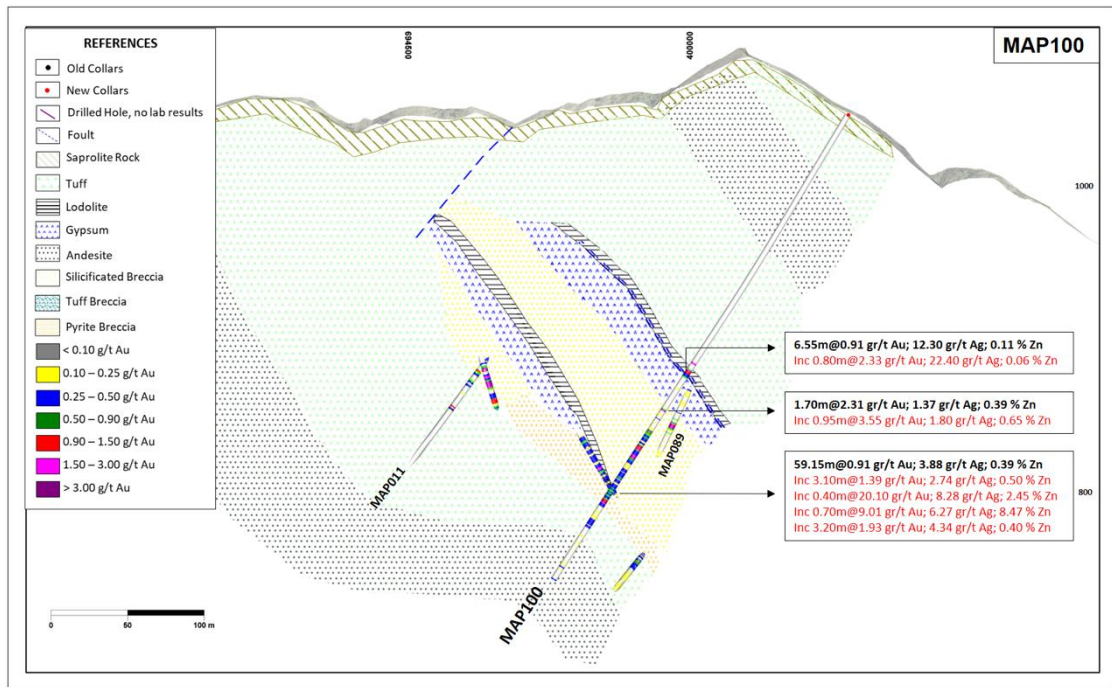 694500
000004
MAP100
REFERENCES
Old Collars
New Collars
Drilled Hole, no lab results
Foult
Saprolite Rock
Tuff
Lodolite
Gypsum
Andesite
Silicificated Breccia
Tuff Breccia
Pyrite Breccia
< 0.10 g/t Au
0.10 – 0.25 g/t Au
0.25 – 0.50 g/t Au
0.50 – 0.90 g/t Au
0.90 – 1.50 g/t Au
1.50 – 3.00 g/t Au
> 3.00 g/t Au
1000
6.55m@0.91 gr/t Au; 12.30 gr/t Ag; 0.11 % Zn
Inc 0.80m@2.33 gr/t Au; 22.40 gr/t Ag; 0.06 % Zn
1.70m@2.31 gr/t Au; 1.37 gr/t Ag; 0.39 % Zn
Inc 0.95m@3.55 gr/t Au; 1.80 gr/t Ag; 0.65 % Zn
59.15m@0.91 gr/t Au; 3.88 gr/t Ag; 0.39 % Zn
Inc 3.10m@1.39 gr/t Au; 2.74 gr/t Ag; 0.50 % Zn
Inc 0.40m@20.10 gr/t Au; 8.28 gr/t Ag; 2.45 % Zn
Inc 0.70m@9.01 gr/t Au; 6.27 gr/t Ag; 8.47 % Zn
Inc 3.20m@1.93 gr/t Au; 4.34 gr/t Ag; 0.40 % Zn
MAP089
MAP011
800
MAP100
0 50 100 m